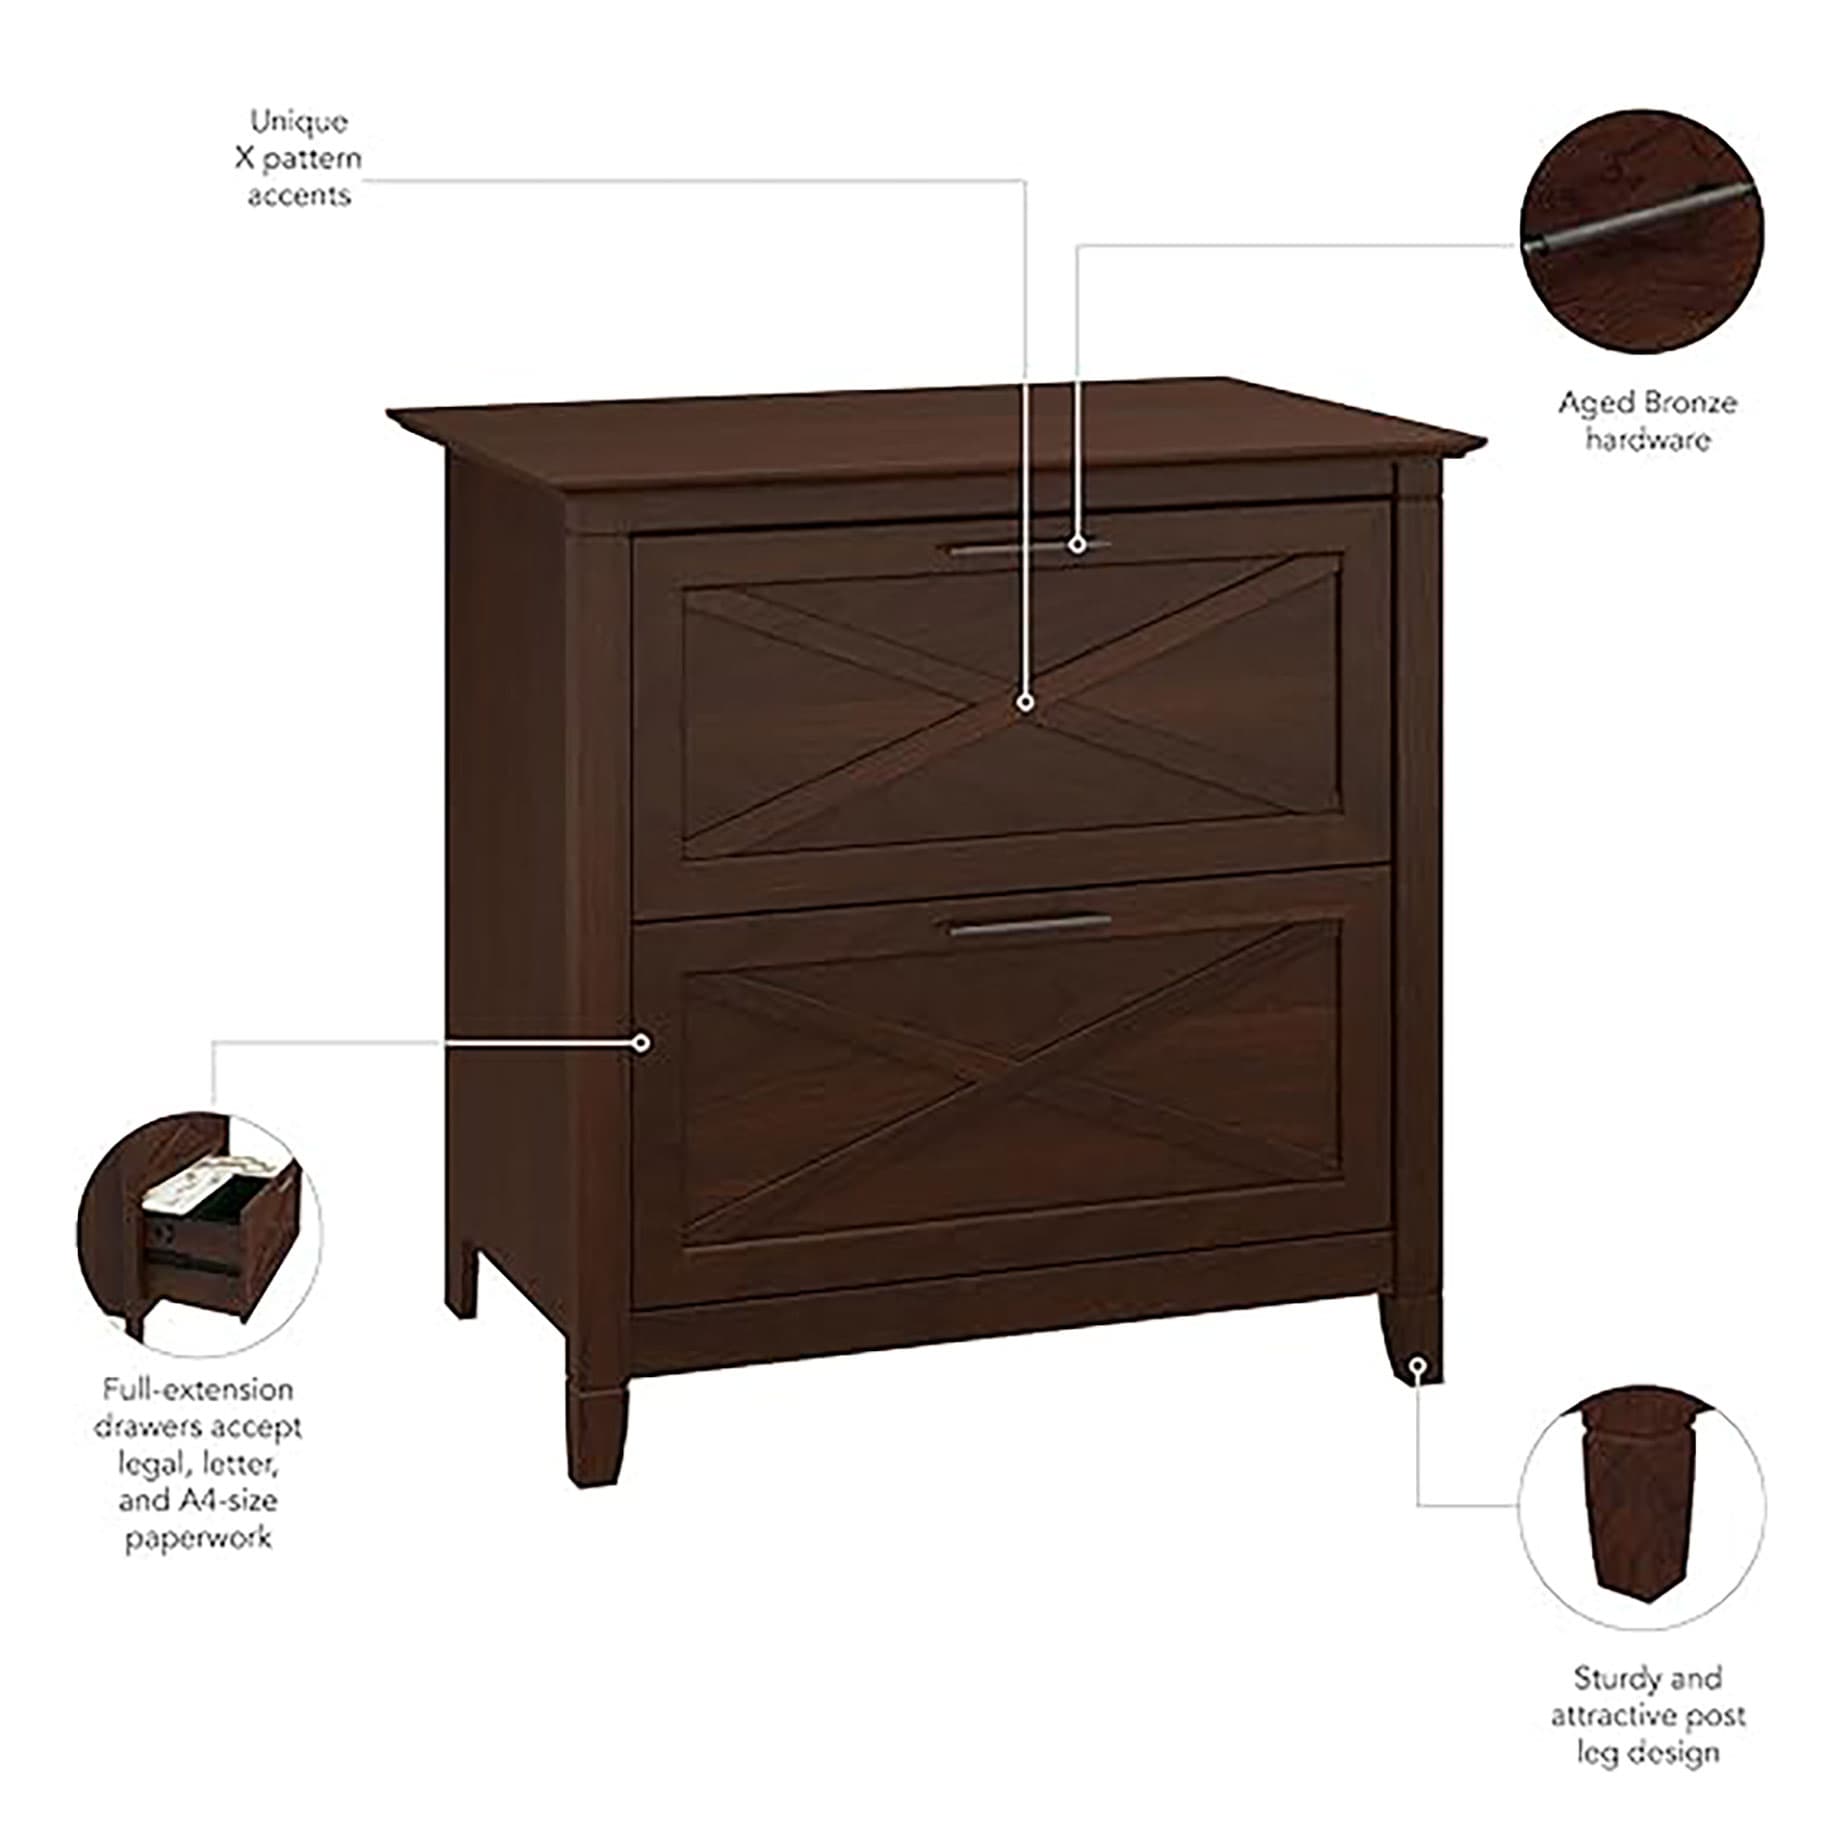 Unique
X pattern
accents
Aged Bronze
hardware
Full-extension
drawers accept
legal, letter,
and A4-size
paperwork
Sturdy and
attractive post
leg design